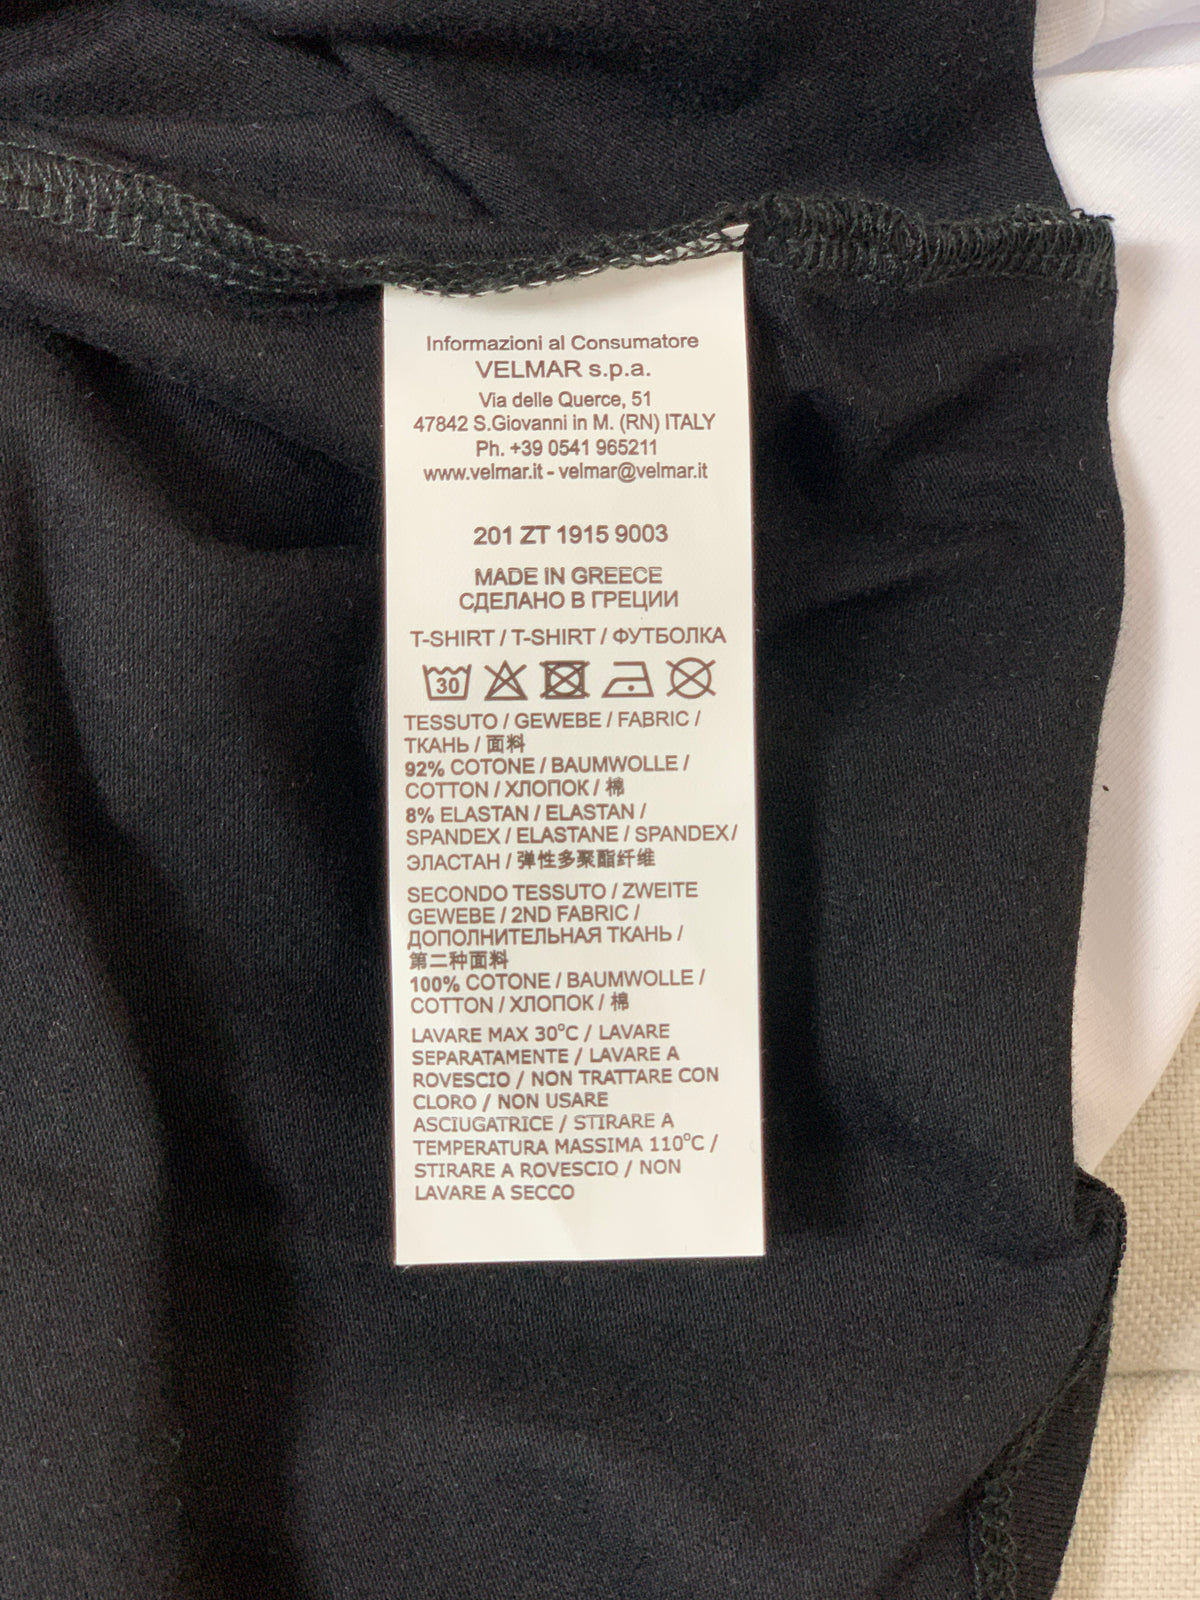 Informazioni al Consumatore
VELMAR s.p.a.
Via delle Querce, 51
47842 S.Giovanni in M. (RN) ITALY
Ph. +39 0541 965211
www.velmar.it - velmar@velmar.it
201 ZT 1915 9003
MADE IN GREECE
СДЕЛАНО В ГРЕЦИИ
T-SHIRT / T-SHIRT / ФУТБОЛКА
30
TESSUTO / GEWEBE / FABRIC /
ТКАНЬ / 面料
92% COTONE / BAUMWOLLE /
COTTON / ХЛОПОК / 棉
8% ELASTAN / ELASTAN /
SPANDEX / ELASTANE / SPANDEX /
ЭЛАСТАН / 弹性多聚酯纤维
SECONDO TESSUTO / ZWEITE
GEWEBE / 2ND FABRIC /
ДОПОЛНИТЕЛЬНАЯ ТКАНЬ /
第二种面料
100% COTONE / BAUMWOLLE /
COTTON / ХЛОПОК / 棉
LAVARE MAX 30°C / LAVARE
SEPARATAMENTE / LAVARE A
ROVESCIO / NON TRATTARE CON
CLORO / NON USARE
ASCIUGATRICE / STIRARE A
TEMPERATURA MASSIMA 110°C /
STIRARE A ROVESCIO / NON
LAVARE A SECCO